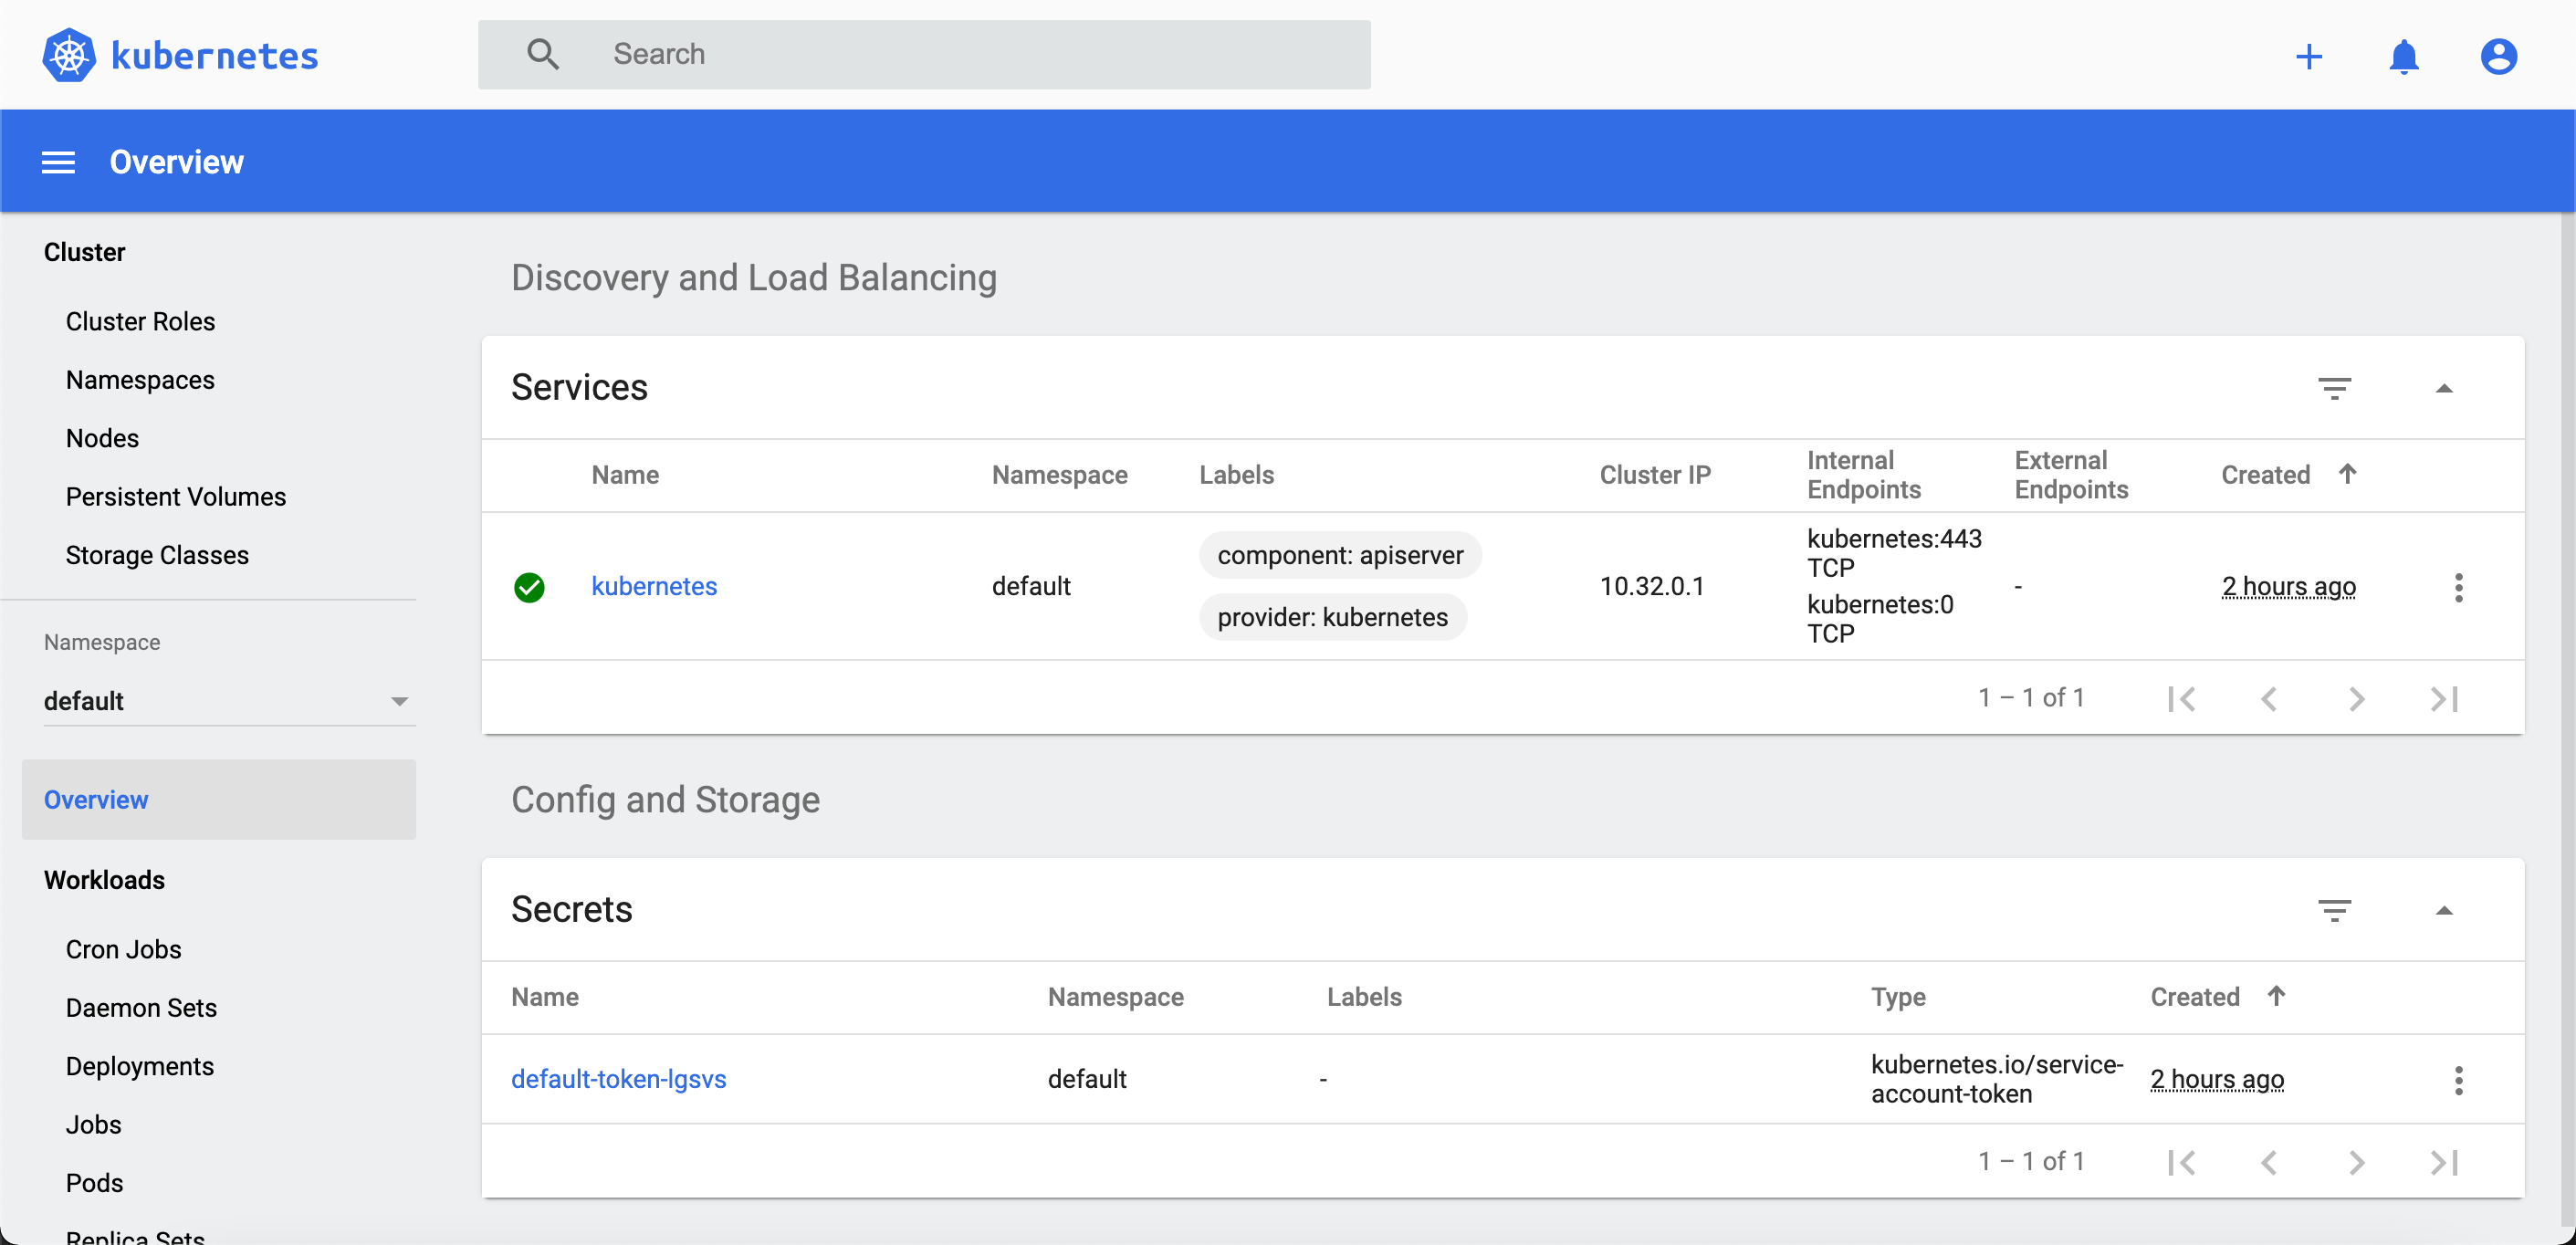 kubernetes
Search
Overview
Cluster
Cluster Roles
Namespaces
Nodes
Persistent Volumes
Storage Classes
Namespace
default
Overview
Workloads
Cron Jobs
Daemon Sets
Deployments
Jobs
Pods
Replica Sets
Discovery and Load Balancing
Services
Name Namespace Labels Cluster IP Internal Endpoints External Endpoints Created
kubernetes default component: apiserver provider: kubernetes 10.32.0.1 kubernetes:443 TCP kubernetes:0 TCP - 2 hours ago
1 – 1 of 1
Config and Storage
Secrets
Name Namespace Labels Type Created
default-token-lgsvs default - kubernetes.io/service-account-token 2 hours ago
1 – 1 of 1